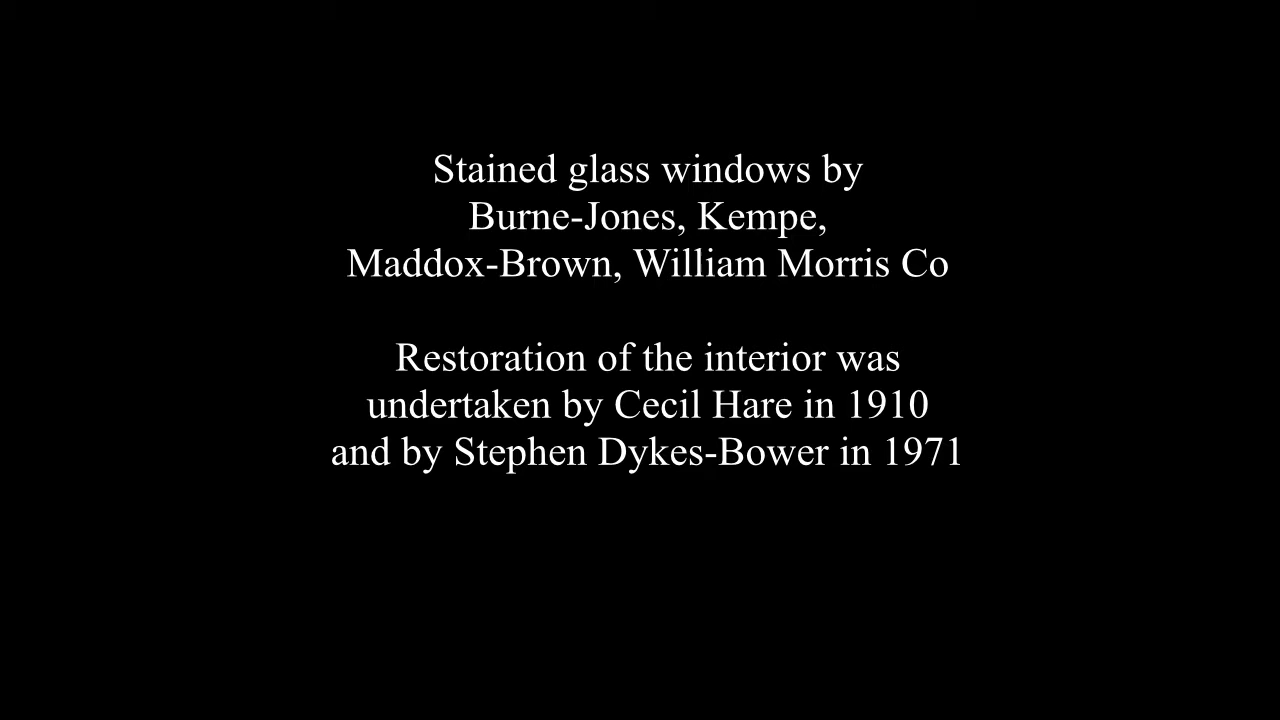 Stained glass windows by
Burne-Jones, Kempe,
Maddox-Brown, William Morris Co
Restoration of the interior was
undertaken by Cecil Hare in 1910
and by Stephen Dykes-Bower in 1971